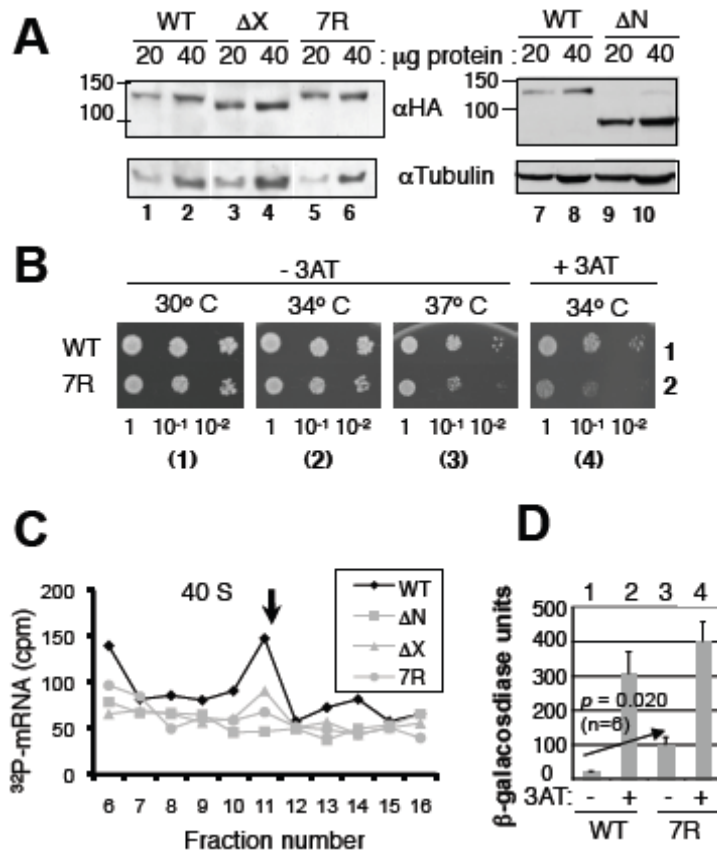 A
WT ΔX 7R WT ΔN
20 40 20 40 20 40 : μg protein 20 40 20 40
150
100
αHA
150
100
αTubulin
1 2 3 4 5 6 7 8 9 10
B
- 3AT + 3AT
30º C 34º C 37º C 34º C
WT 1
7R 2
1 10-1 10-2 1 10-1 10-2 1 10-1 10-2 1 10-1 10-2
(1) (2) (3) (4)
C
200
150
100
50
0
32P-mRNA (cpm)
40 S
WT
ΔN
ΔX
7R
6 7 8 9 10 11 12 13 14 15 16
Fraction number
D
β-galacosdiase units
1 2 3 4
500
400
300
200
100
0
p = 0.020
(n=6)
3AT: - + - +
WT 7R